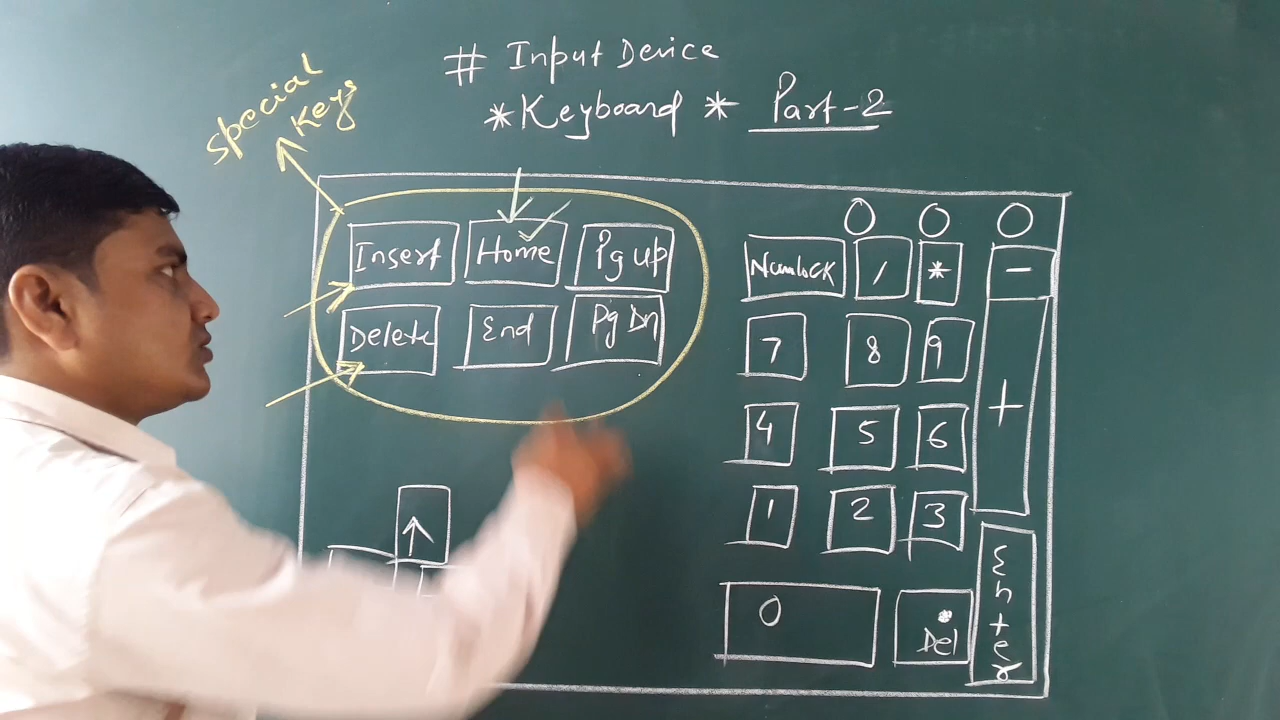 # Input Device
*Keyboard * Part-2
Special
Keys
Insert Home Pg Up
Delete End Pg Dn
↑
NumLock / * -
7 8 9 +
4 5 6
1 2 3
0 . Del
Enter